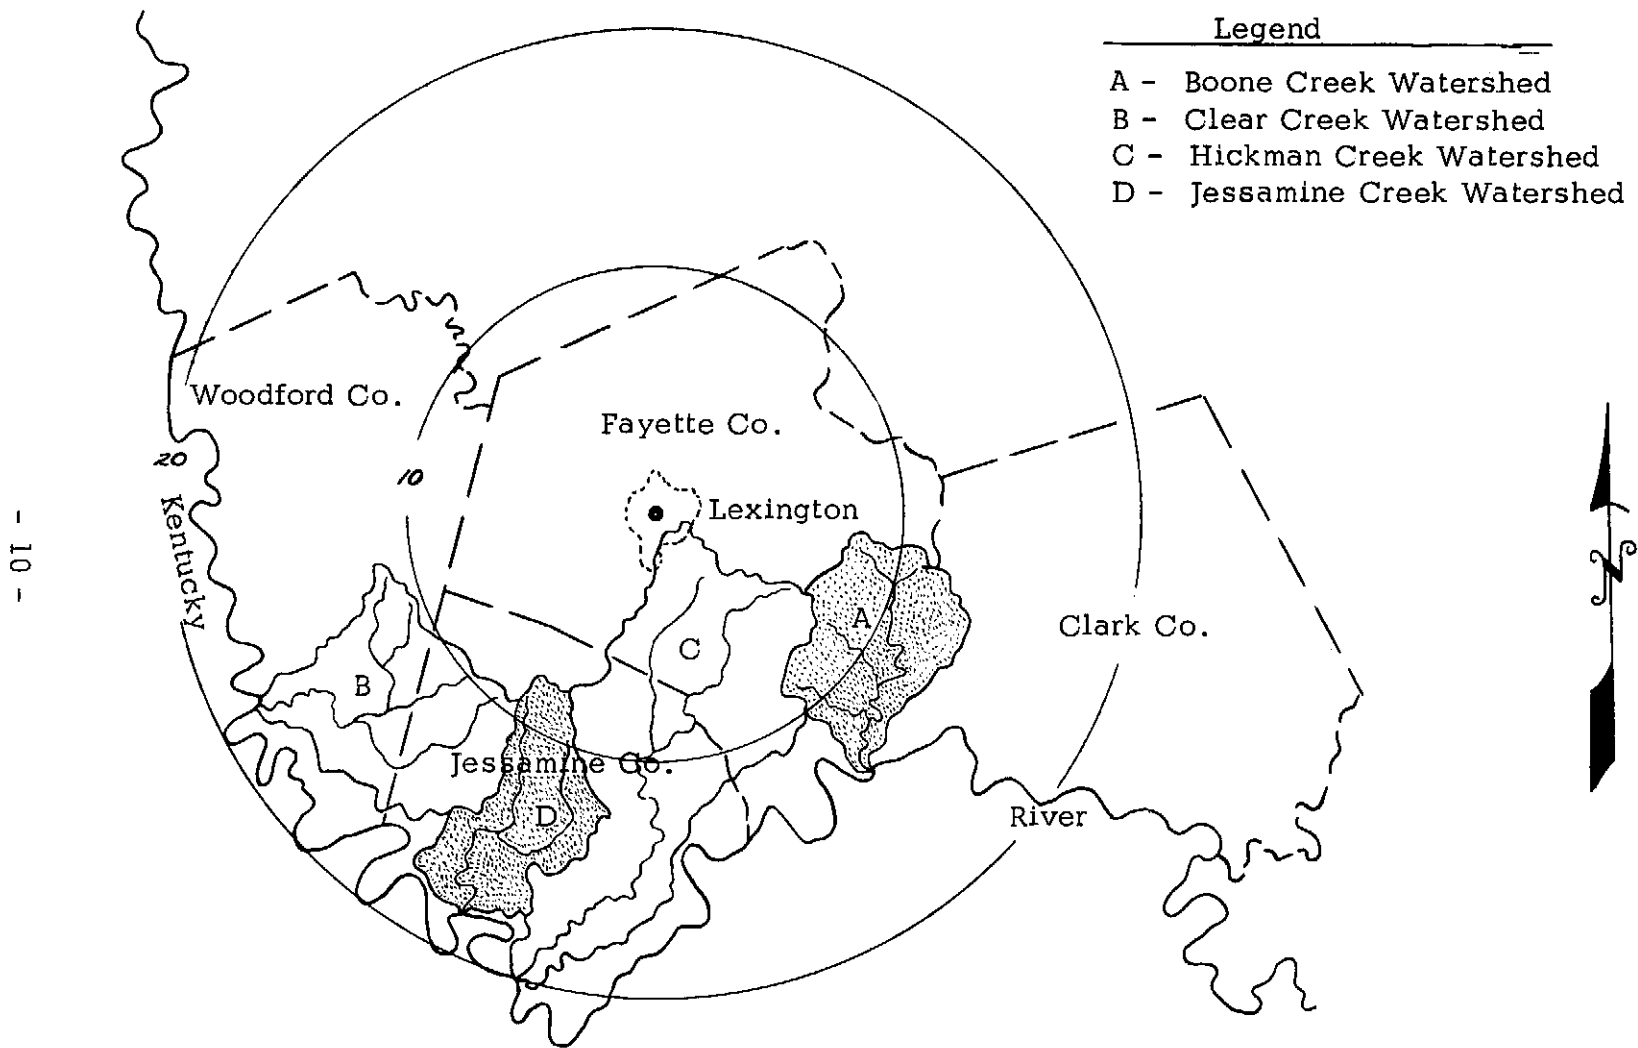 Legend
A - Boone Creek Watershed
B - Clear Creek Watershed
C - Hickman Creek Watershed
D - Jessamine Creek Watershed
Woodford Co.
Fayette Co.
20
10
Kentucky
Lexington
A
Clark Co.
C
B
Jessamine Co.
D
River
N
- 10 -